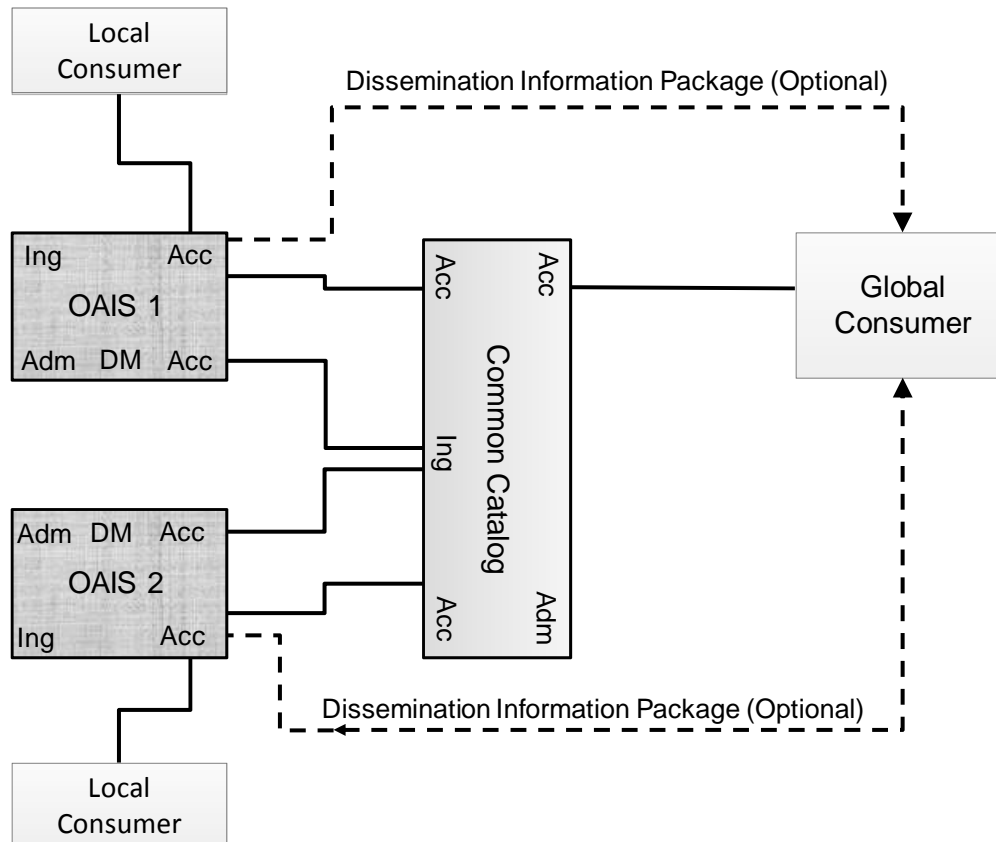 Local
Consumer
Dissemination Information Package (Optional)
Ing Acc
OAIS 1
Adm DM Acc
Acc Acc
Ing
Common Catalog
Acc Adm
Global
Consumer
Adm DM Acc
OAIS 2
Ing Acc
Dissemination Information Package (Optional)
Local
Consumer